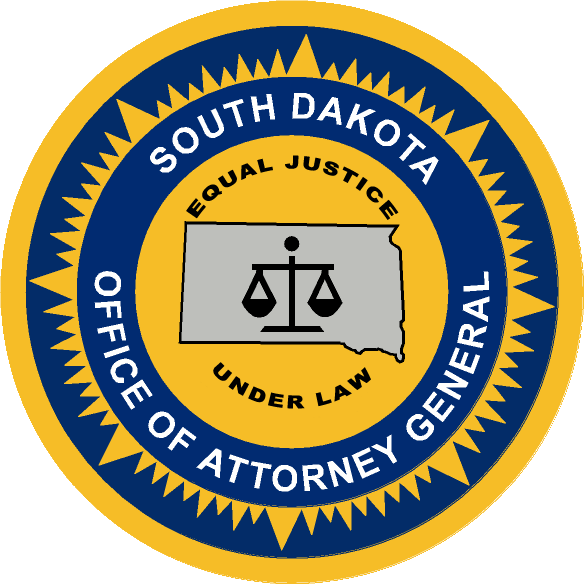 SOUTH DAKOTA
EQUAL JUSTICE
UNDER LAW
OFFICE OF ATTORNEY GENERAL